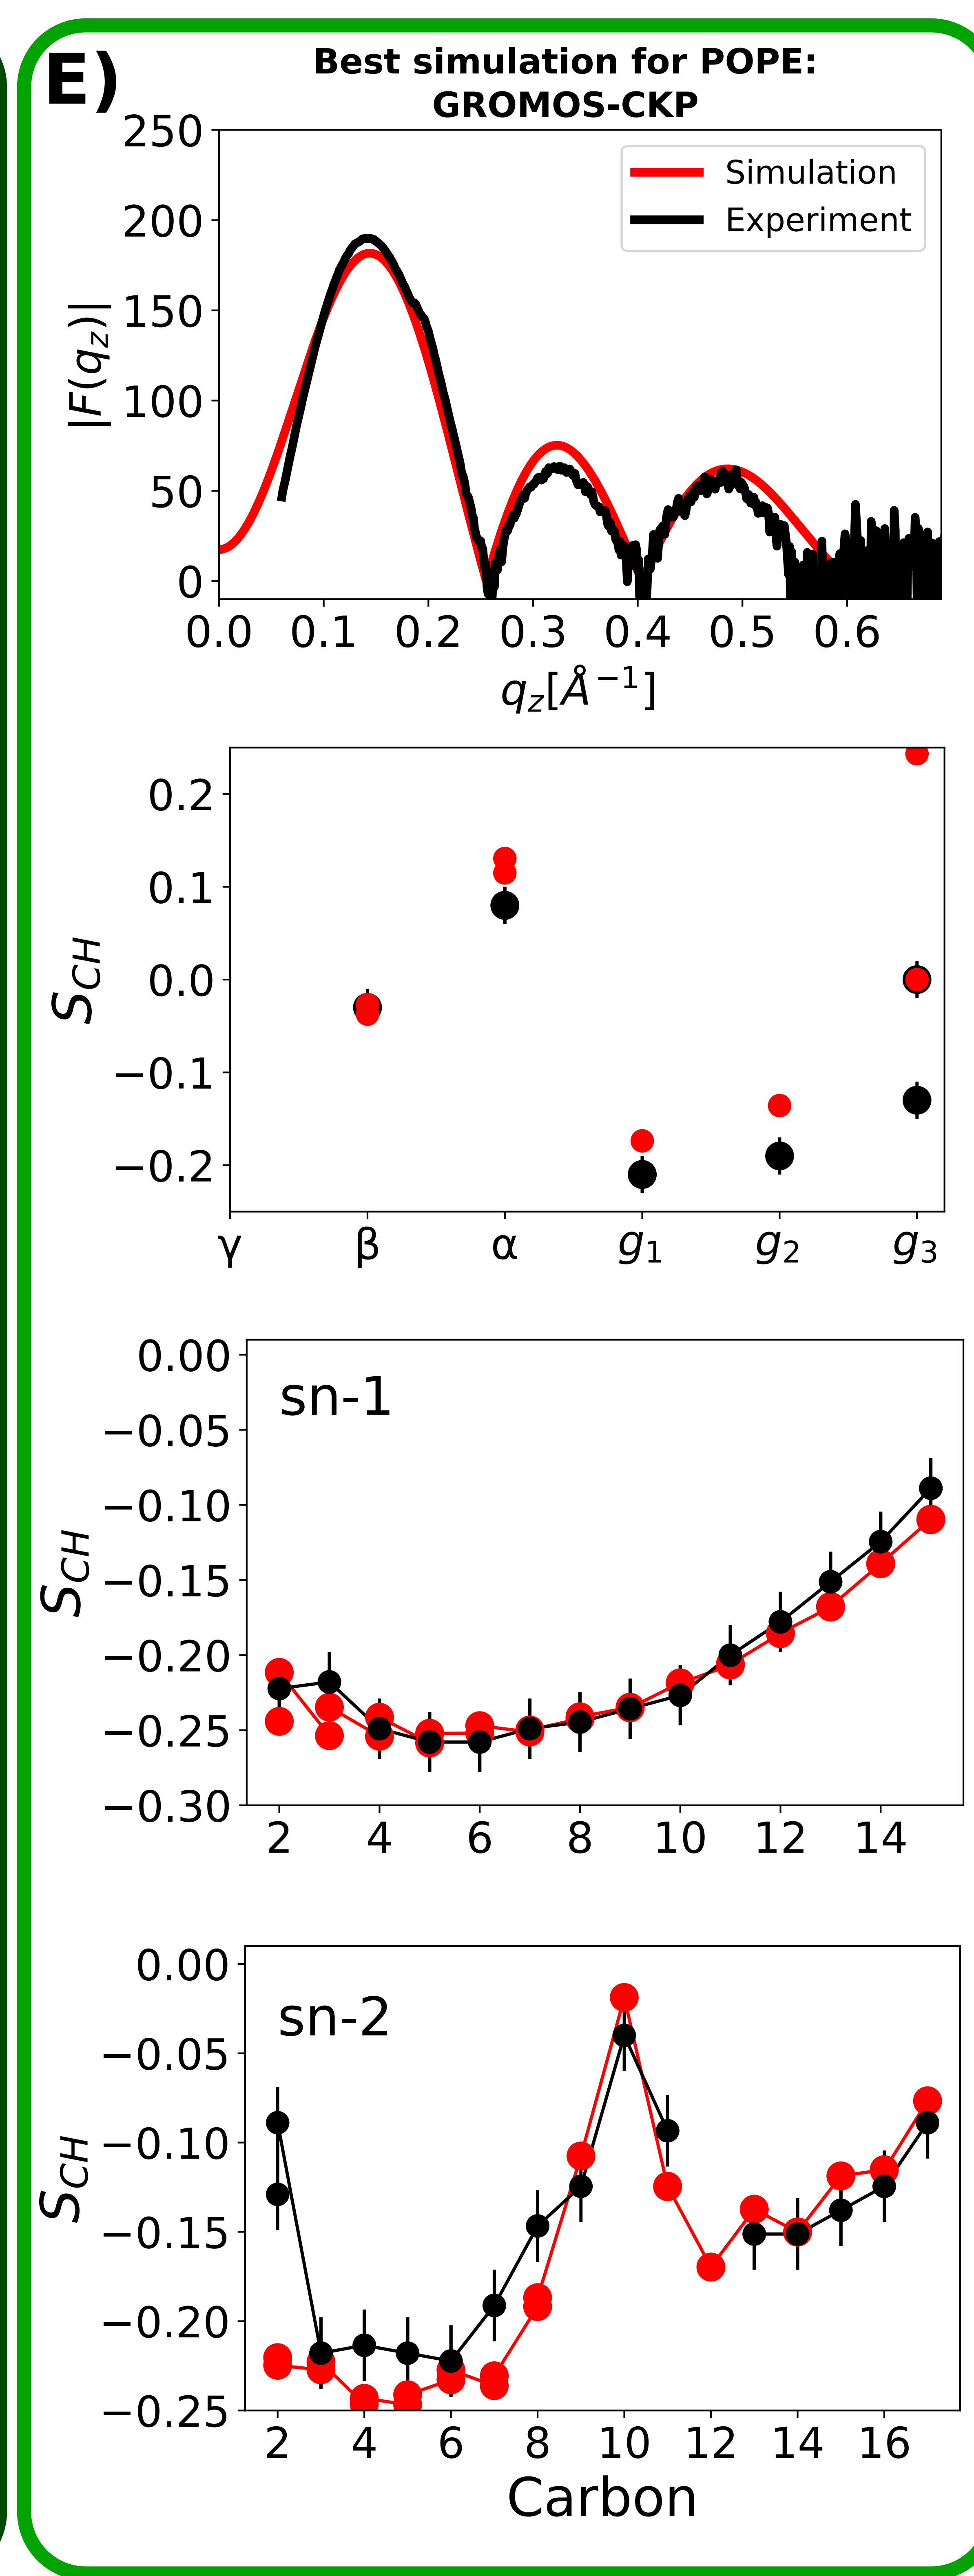 E)
Best simulation for POPE:
GROMOS-CKP
250
200
150
100
50
0
|F(q_z)|
Simulation
Experiment
0.0 0.1 0.2 0.3 0.4 0.5 0.6
q_z[Å⁻¹]
0.2
0.1
0.0
−0.1
−0.2
S_CH
γ β α g₁ g₂ g₃
0.00
−0.05
−0.10
−0.15
−0.20
−0.25
−0.30
S_CH
sn-1
2 4 6 8 10 12 14
0.00
−0.05
−0.10
−0.15
−0.20
−0.25
S_CH
sn-2
2 4 6 8 10 12 14 16
Carbon